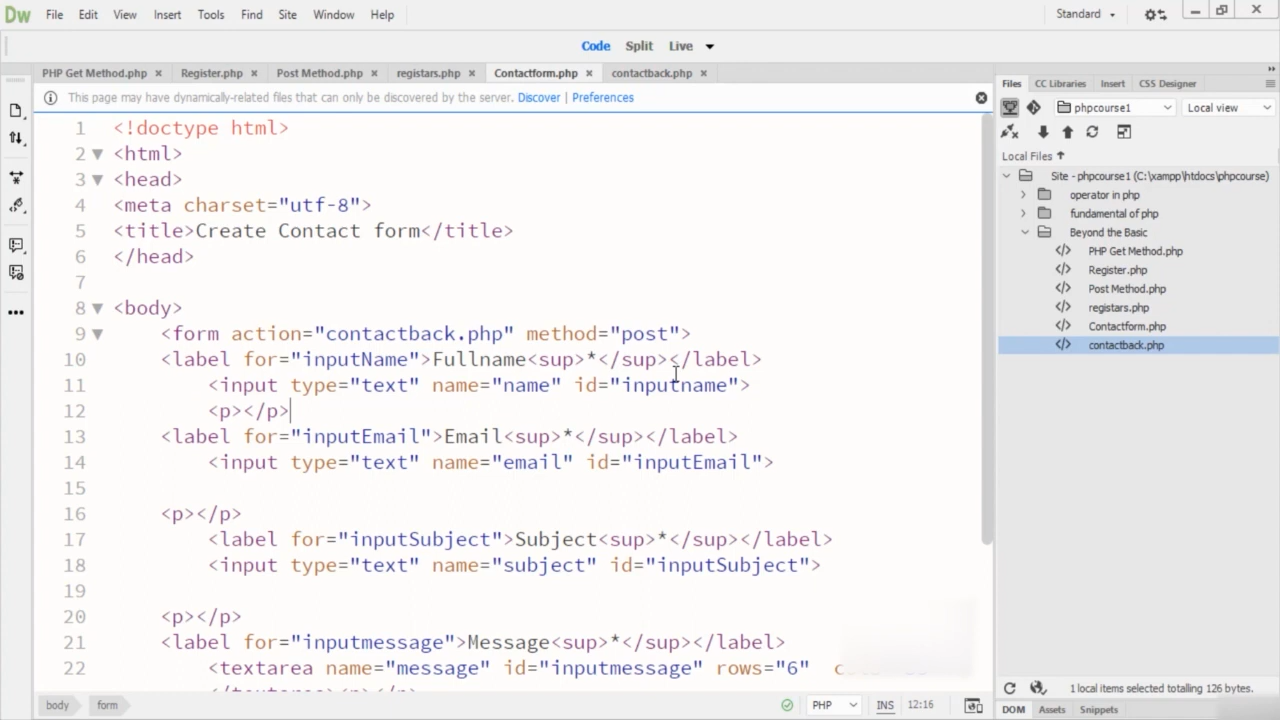 Dw File Edit View Insert Tools Find Site Window Help Standard
Code Split Live
PHP Get Method.php × Register.php × Post Method.php × registars.php × Contactform.php × contactback.php ×
This page may have dynamically-related files that can only be discovered by the server. Discover | Preferences
1 <!doctype html>
2 <html>
3 <head>
4 <meta charset="utf-8">
5 <title>Create Contact form</title>
6 </head>
7
8 <body>
9 <form action="contactback.php" method="post">
10 <label for="inputName">Fullname<sup>*</sup></label>
11 <input type="text" name="name" id="inputname">
12 <p></p>
13 <label for="inputEmail">Email<sup>*</sup></label>
14 <input type="text" name="email" id="inputEmail">
15
16 <p></p>
17 <label for="inputSubject">Subject<sup>*</sup></label>
18 <input type="text" name="subject" id="inputSubject">
19
20 <p></p>
21 <label for="inputmessage">Message<sup>*</sup></label>
22 <textarea name="message" id="inputmessage" rows="6"
</textarea><p></p>
body form PHP INS 12:16
Files CC Libraries Insert CSS Designer
phpcourse1 Local view
Local Files
Site - phpcourse1 (C:\xampp\htdocs\phpcourse)
operator in php
fundamental of php
Beyond the Basic
PHP Get Method.php
Register.php
Post Method.php
registars.php
Contactform.php
contactback.php
1 local items selected totalling 126 bytes.
DOM Assets Snippets